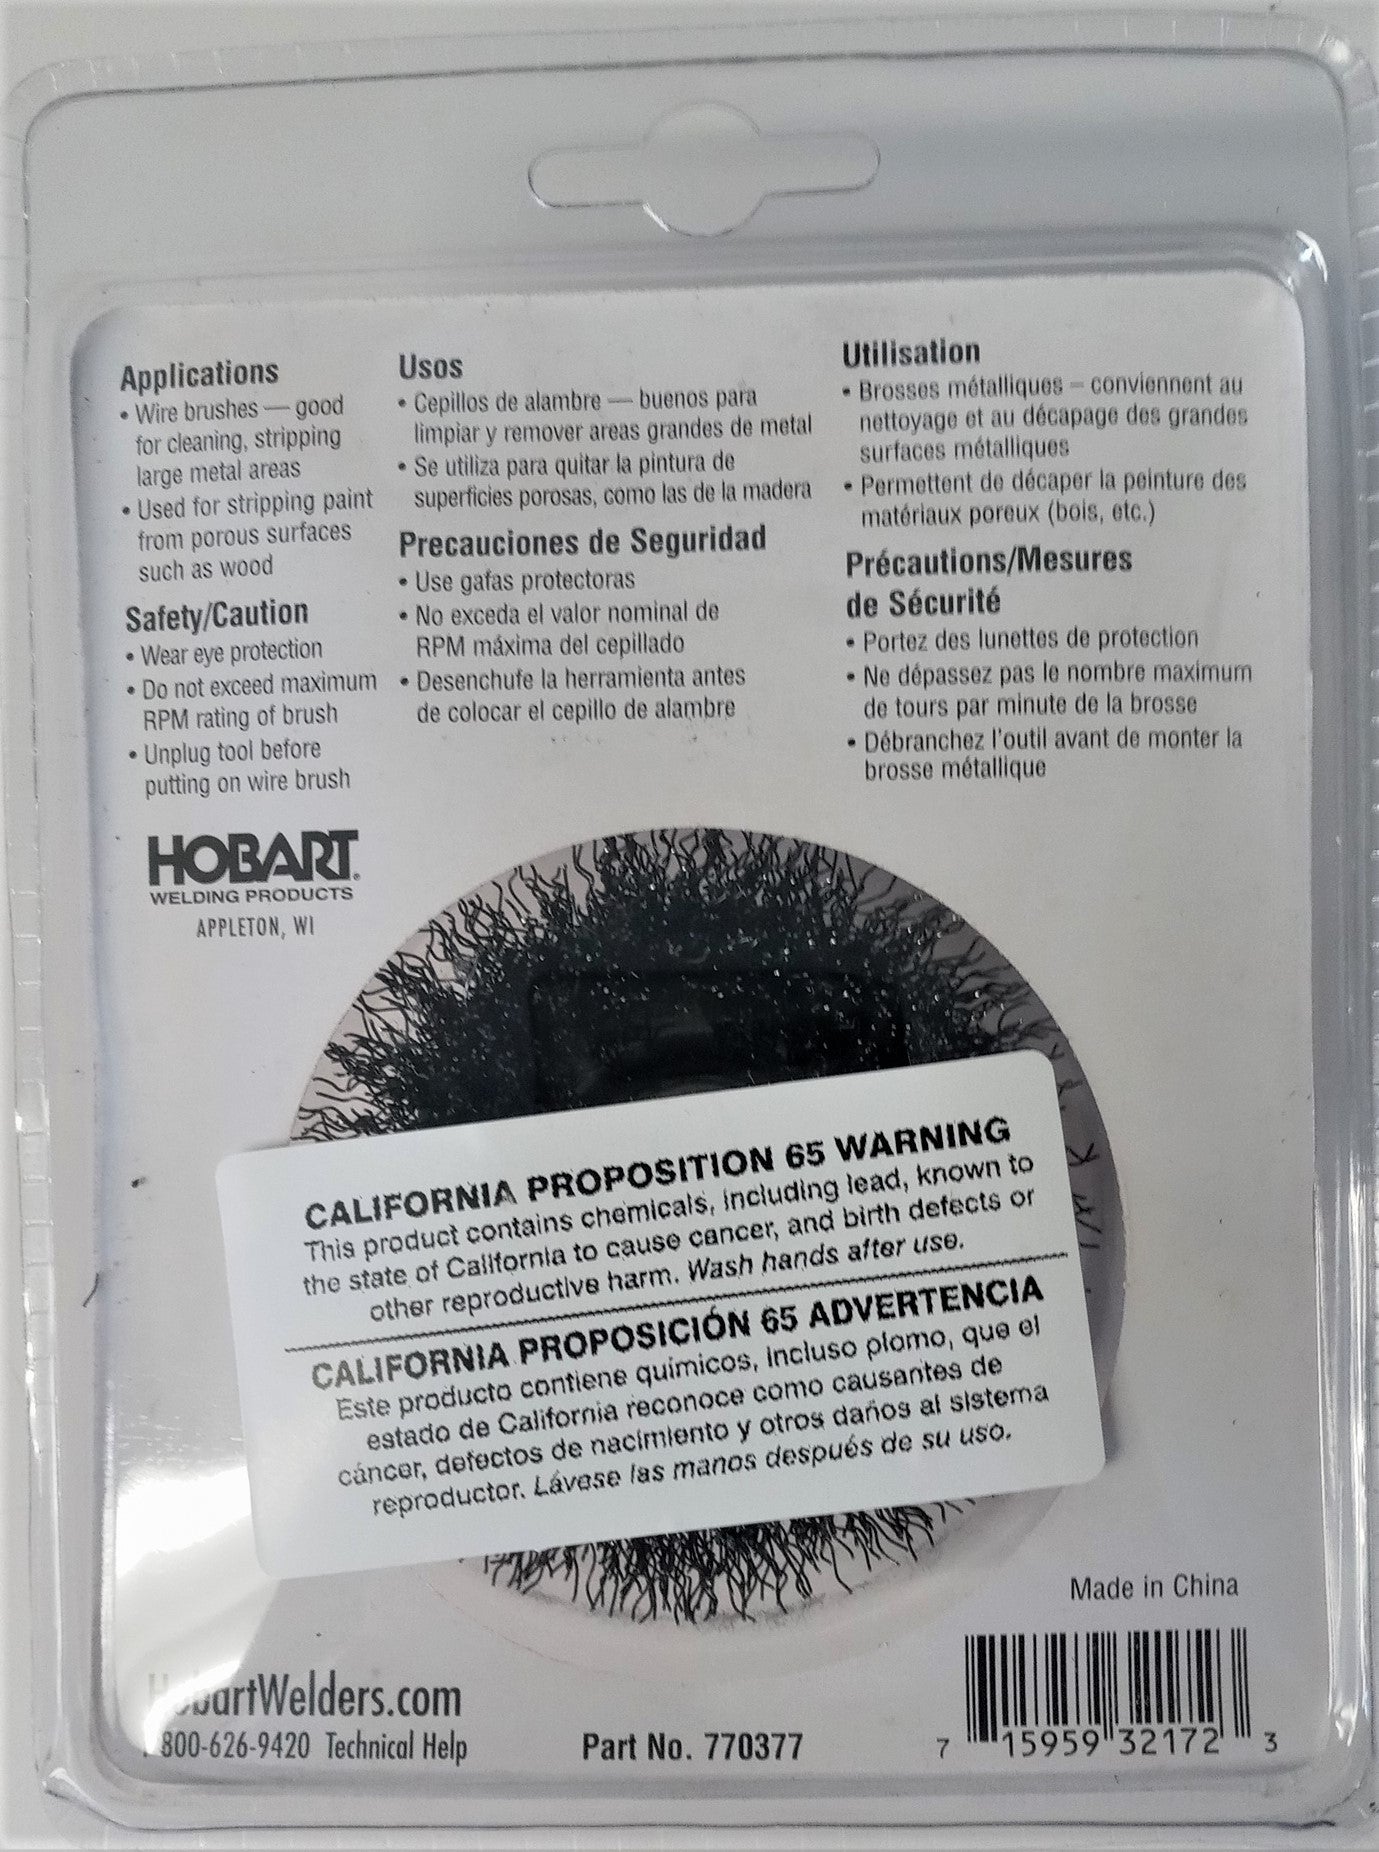 Applications
• Wire brushes — good
for cleaning, stripping
large metal areas
• Used for stripping paint
from porous surfaces
such as wood
Safety/Caution
• Wear eye protection
• Do not exceed maximum
RPM rating of brush
• Unplug tool before
putting on wire brush
Usos
• Cepillos de alambre — buenos para
limpiar y remover areas grandes de metal
• Se utiliza para quitar la pintura de
superficies porosas, como las de la madera
Precauciones de Seguridad
• Use gafas protectoras
• No exceda el valor nominal de
RPM máxima del cepillado
• Desenchufe la herramienta antes
de colocar el cepillo de alambre
Utilisation
• Brosses métalliques – conviennent au
nettoyage et au décapage des grandes
surfaces métalliques
• Permettent de décaper la peinture des
matériaux poreux (bois, etc.)
Précautions/Mesures
de Sécurité
• Portez des lunettes de protection
• Ne dépassez pas le nombre maximum
de tours par minute de la brosse
• Débranchez l'outil avant de monter la
brosse métallique
HOBART®
WELDING PRODUCTS
APPLETON, WI
CALIFORNIA PROPOSITION 65 WARNING
This product contains chemicals, including lead, known to
the state of California to cause cancer, and birth defects or
other reproductive harm. Wash hands after use.
CALIFORNIA PROPOSICIÓN 65 ADVERTENCIA
Este producto contiene químicos, incluso plomo, que el
estado de California reconoce como causantes de
cáncer, defectos de nacimiento y otros daños al sistema
reproductor. Lávese las manos después de su uso.
Made in China
HobartWelders.com
1-800-626-9420 Technical Help
Part No. 770377
7 15959 32172 3